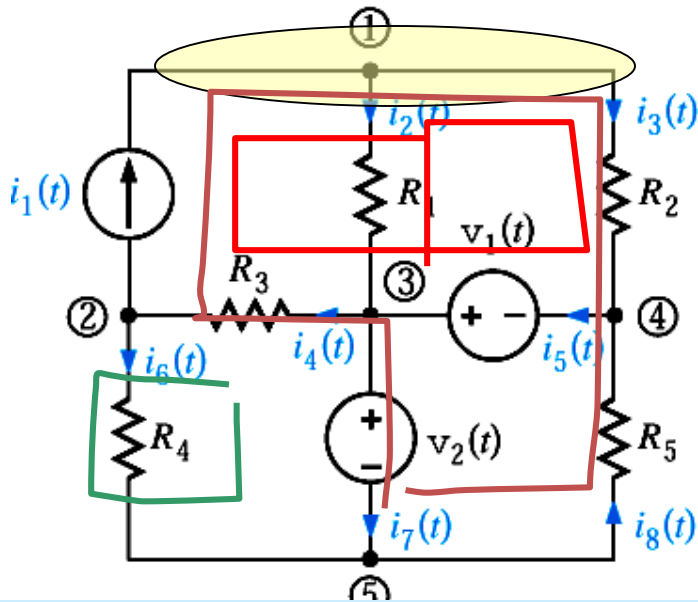 ①
i₂(t)
i₃(t)
i₁(t)
R₁
R₂
v₁(t)
R₃
③
②
④
i₄(t)
i₅(t)
i₆(t)
R₄
v₂(t)
R₅
i₇(t)
i₈(t)
⑤